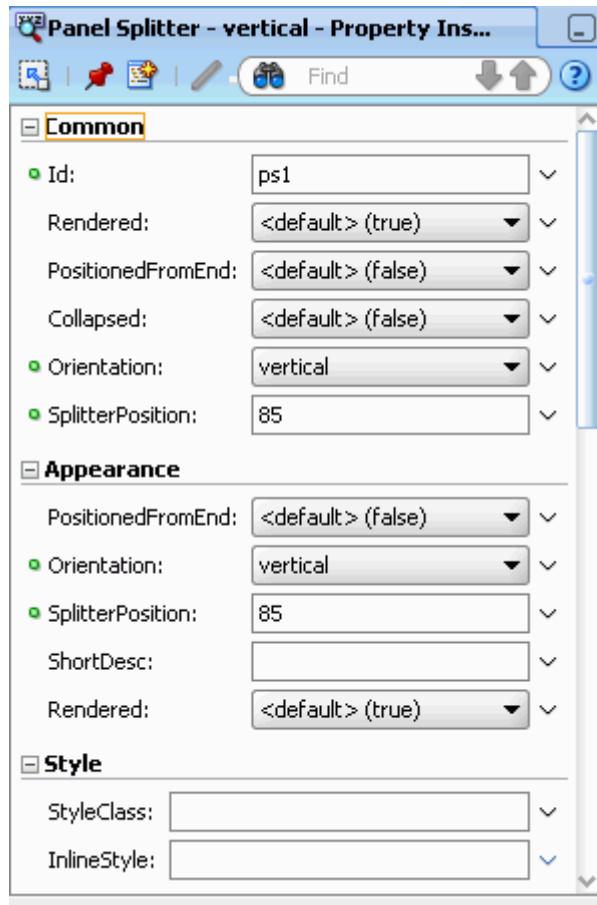 Panel Splitter - vertical - Property Ins...
Find
Common
Id: ps1
Rendered: <default> (true)
PositionedFromEnd: <default> (false)
Collapsed: <default> (false)
Orientation: vertical
SplitterPosition: 85
Appearance
PositionedFromEnd: <default> (false)
Orientation: vertical
SplitterPosition: 85
ShortDesc:
Rendered: <default> (true)
Style
StyleClass:
InlineStyle: